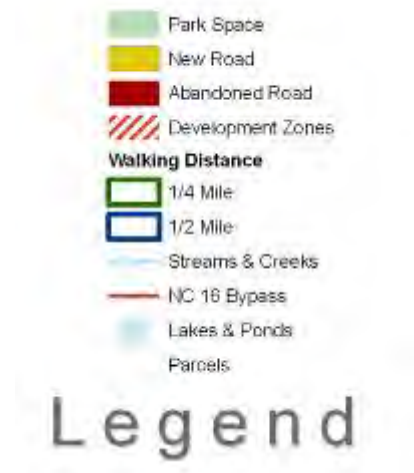 Park Space
New Road
Abandoned Road
Development Zones
Walking Distance
1/4 Mile
1/2 Mile
Streams & Creeks
NC 16 Bypass
Lakes & Ponds
Parcels
Legend